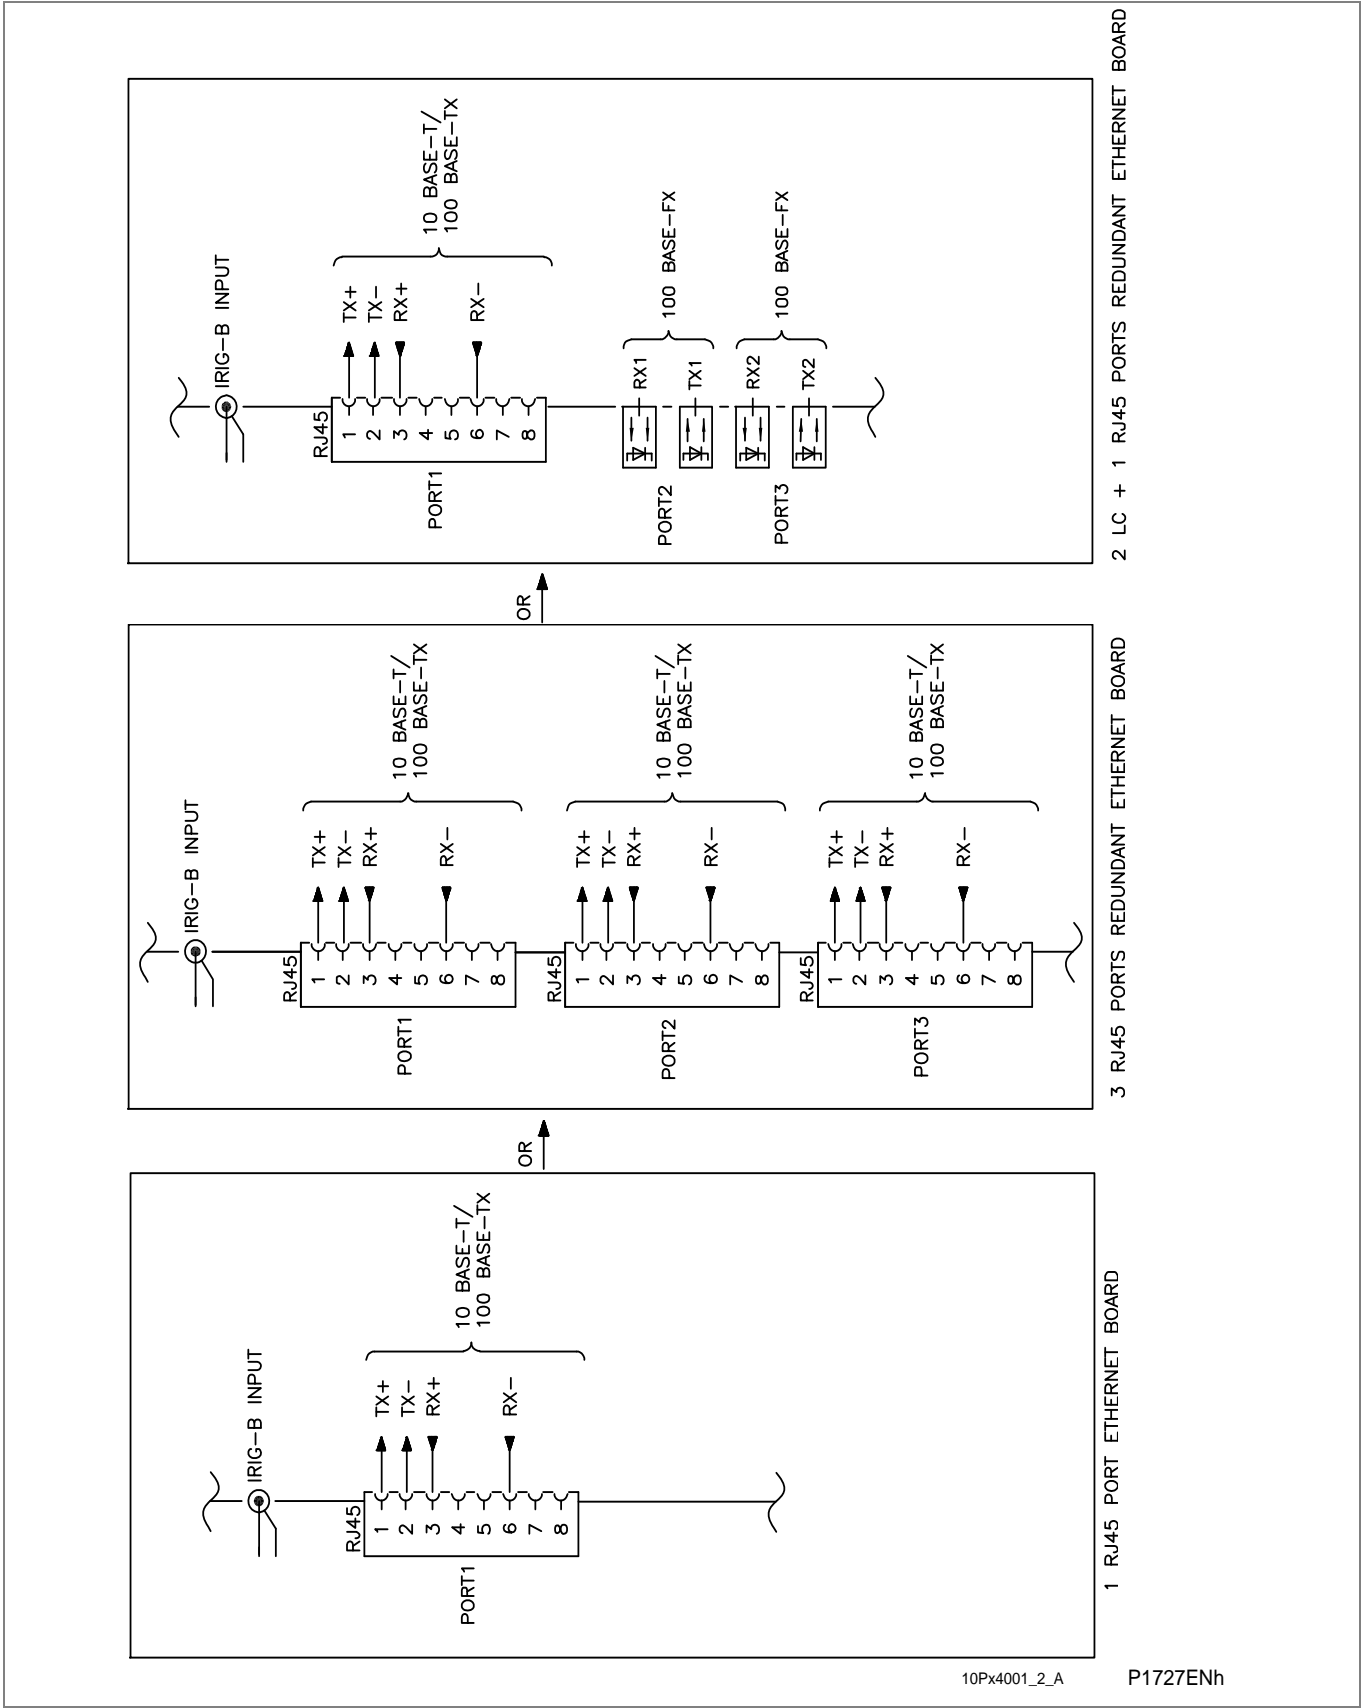 IRIG-B INPUT
RJ45
1
2
3
4
5
6
7
8
TX+
TX-
RX+
RX-
10 BASE-T/
100 BASE-TX
PORT1
1 RJ45 PORT ETHERNET BOARD
OR
IRIG-B INPUT
RJ45
1
2
3
4
5
6
7
8
TX+
TX-
RX+
RX-
10 BASE-T/
100 BASE-TX
PORT1
RJ45
1
2
3
4
5
6
7
8
TX+
TX-
RX+
RX-
10 BASE-T/
100 BASE-TX
PORT2
RJ45
1
2
3
4
5
6
7
8
TX+
TX-
RX+
RX-
10 BASE-T/
100 BASE-TX
PORT3
3 RJ45 PORTS REDUNDANT ETHERNET BOARD
OR
IRIG-B INPUT
RJ45
1
2
3
4
5
6
7
8
TX+
TX-
RX+
RX-
10 BASE-T/
100 BASE-TX
PORT1
RX1
TX1
100 BASE-FX
PORT2
RX2
TX2
100 BASE-FX
PORT3
2 LC + 1 RJ45 PORTS REDUNDANT ETHERNET BOARD
10Px4001_2_A
P1727ENh